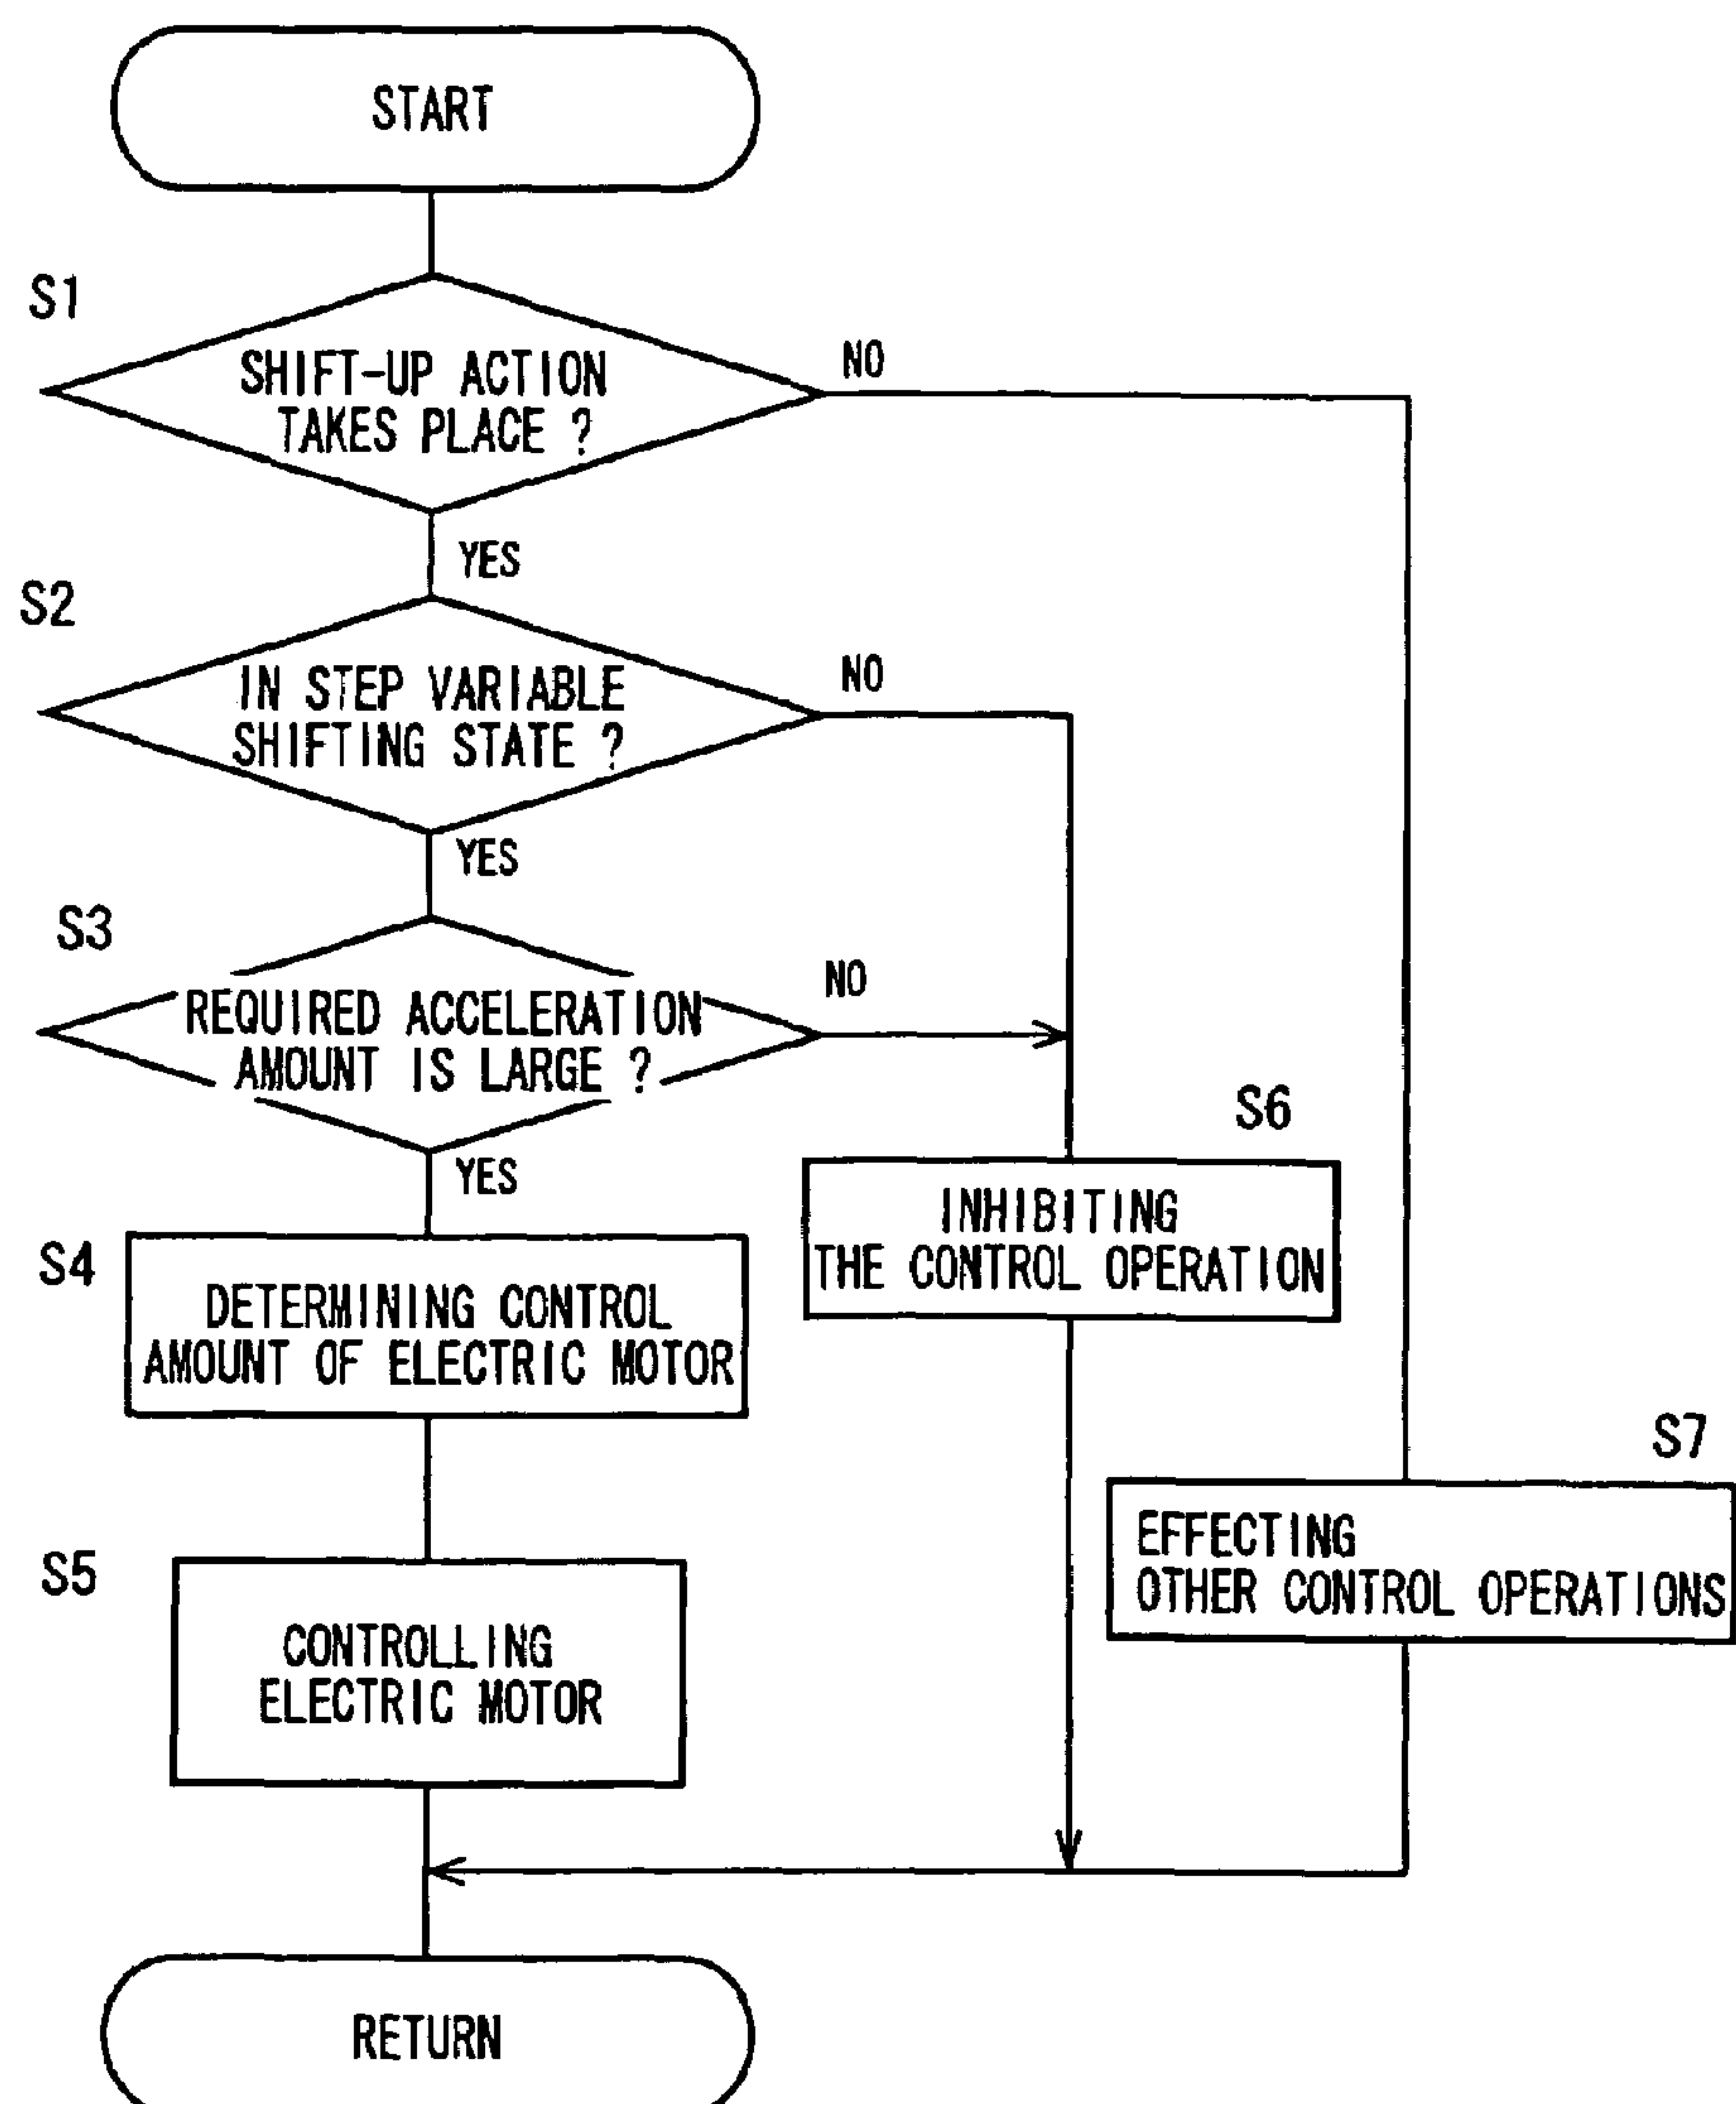 START
S1
SHIFT-UP ACTION
TAKES PLACE ?
NO
YES
S2
IN STEP VARIABLE
SHIFTING STATE ?
NO
YES
S3
REQUIRED ACCELERATION
AMOUNT IS LARGE ?
NO
YES
S6
INHIBITING
THE CONTROL OPERATION
S4
DETERMINING CONTROL
AMOUNT OF ELECTRIC MOTOR
S7
EFFECTING
OTHER CONTROL OPERATIONS
S5
CONTROLLING
ELECTRIC MOTOR
RETURN